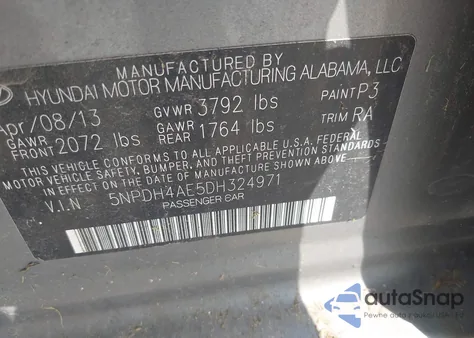 MANUFACTURED BY
HYUNDAI MOTOR MANUFACTURING ALABAMA, LLC
Apr/08/13 GVWR 3792 lbs PAINT P3
GAWR FRONT 2072 lbs GAWR REAR 1764 lbs TRIM RA
THIS VEHICLE CONFORMS TO ALL APPLICABLE U.S.A. FEDERAL
MOTOR VEHICLE SAFETY, BUMPER, AND THEFT PREVENTION
STANDARDS IN EFFECT ON THE DATE OF MANUFACTURE SHOWN ABOVE.
V.I.N 5NPDH4AE5DH324971
PASSENGER CAR
autoSnap
Pewne auto z